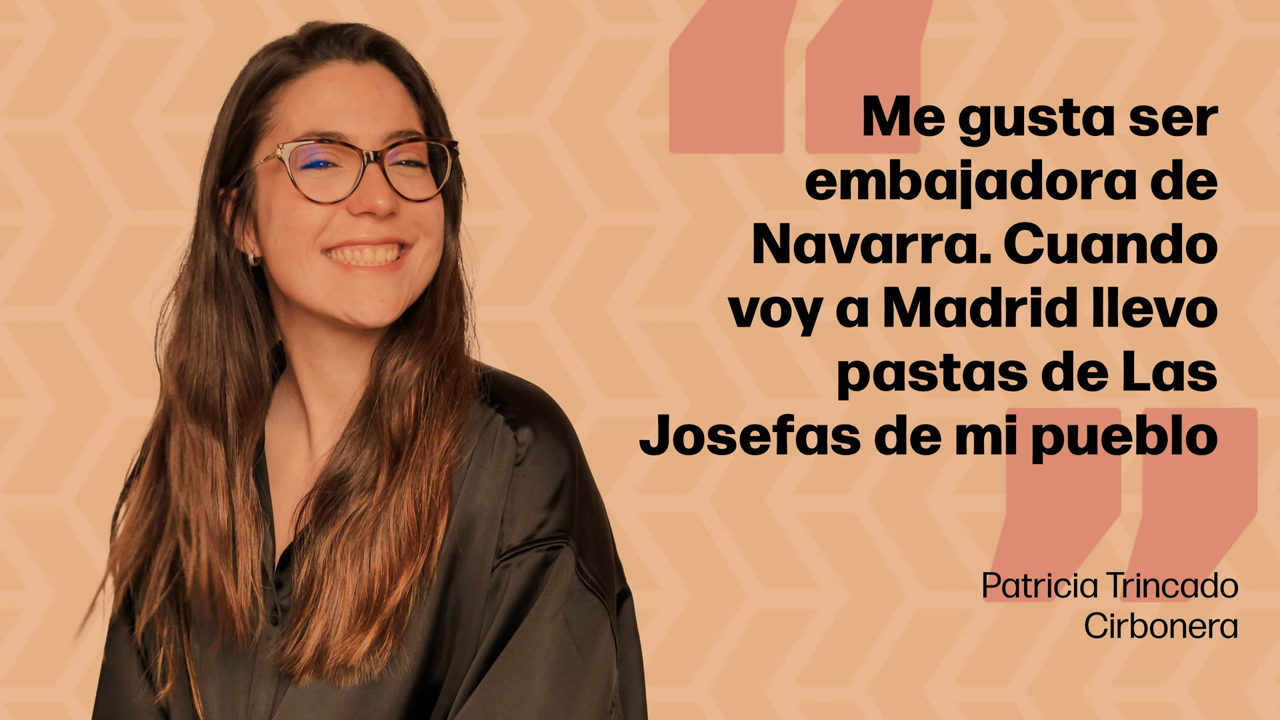 Me gusta ser
embajadora de
Navarra. Cuando
voy a Madrid llevo
pastas de Las
Josefas de mi pueblo
Patricia Trincado
Cirbonera